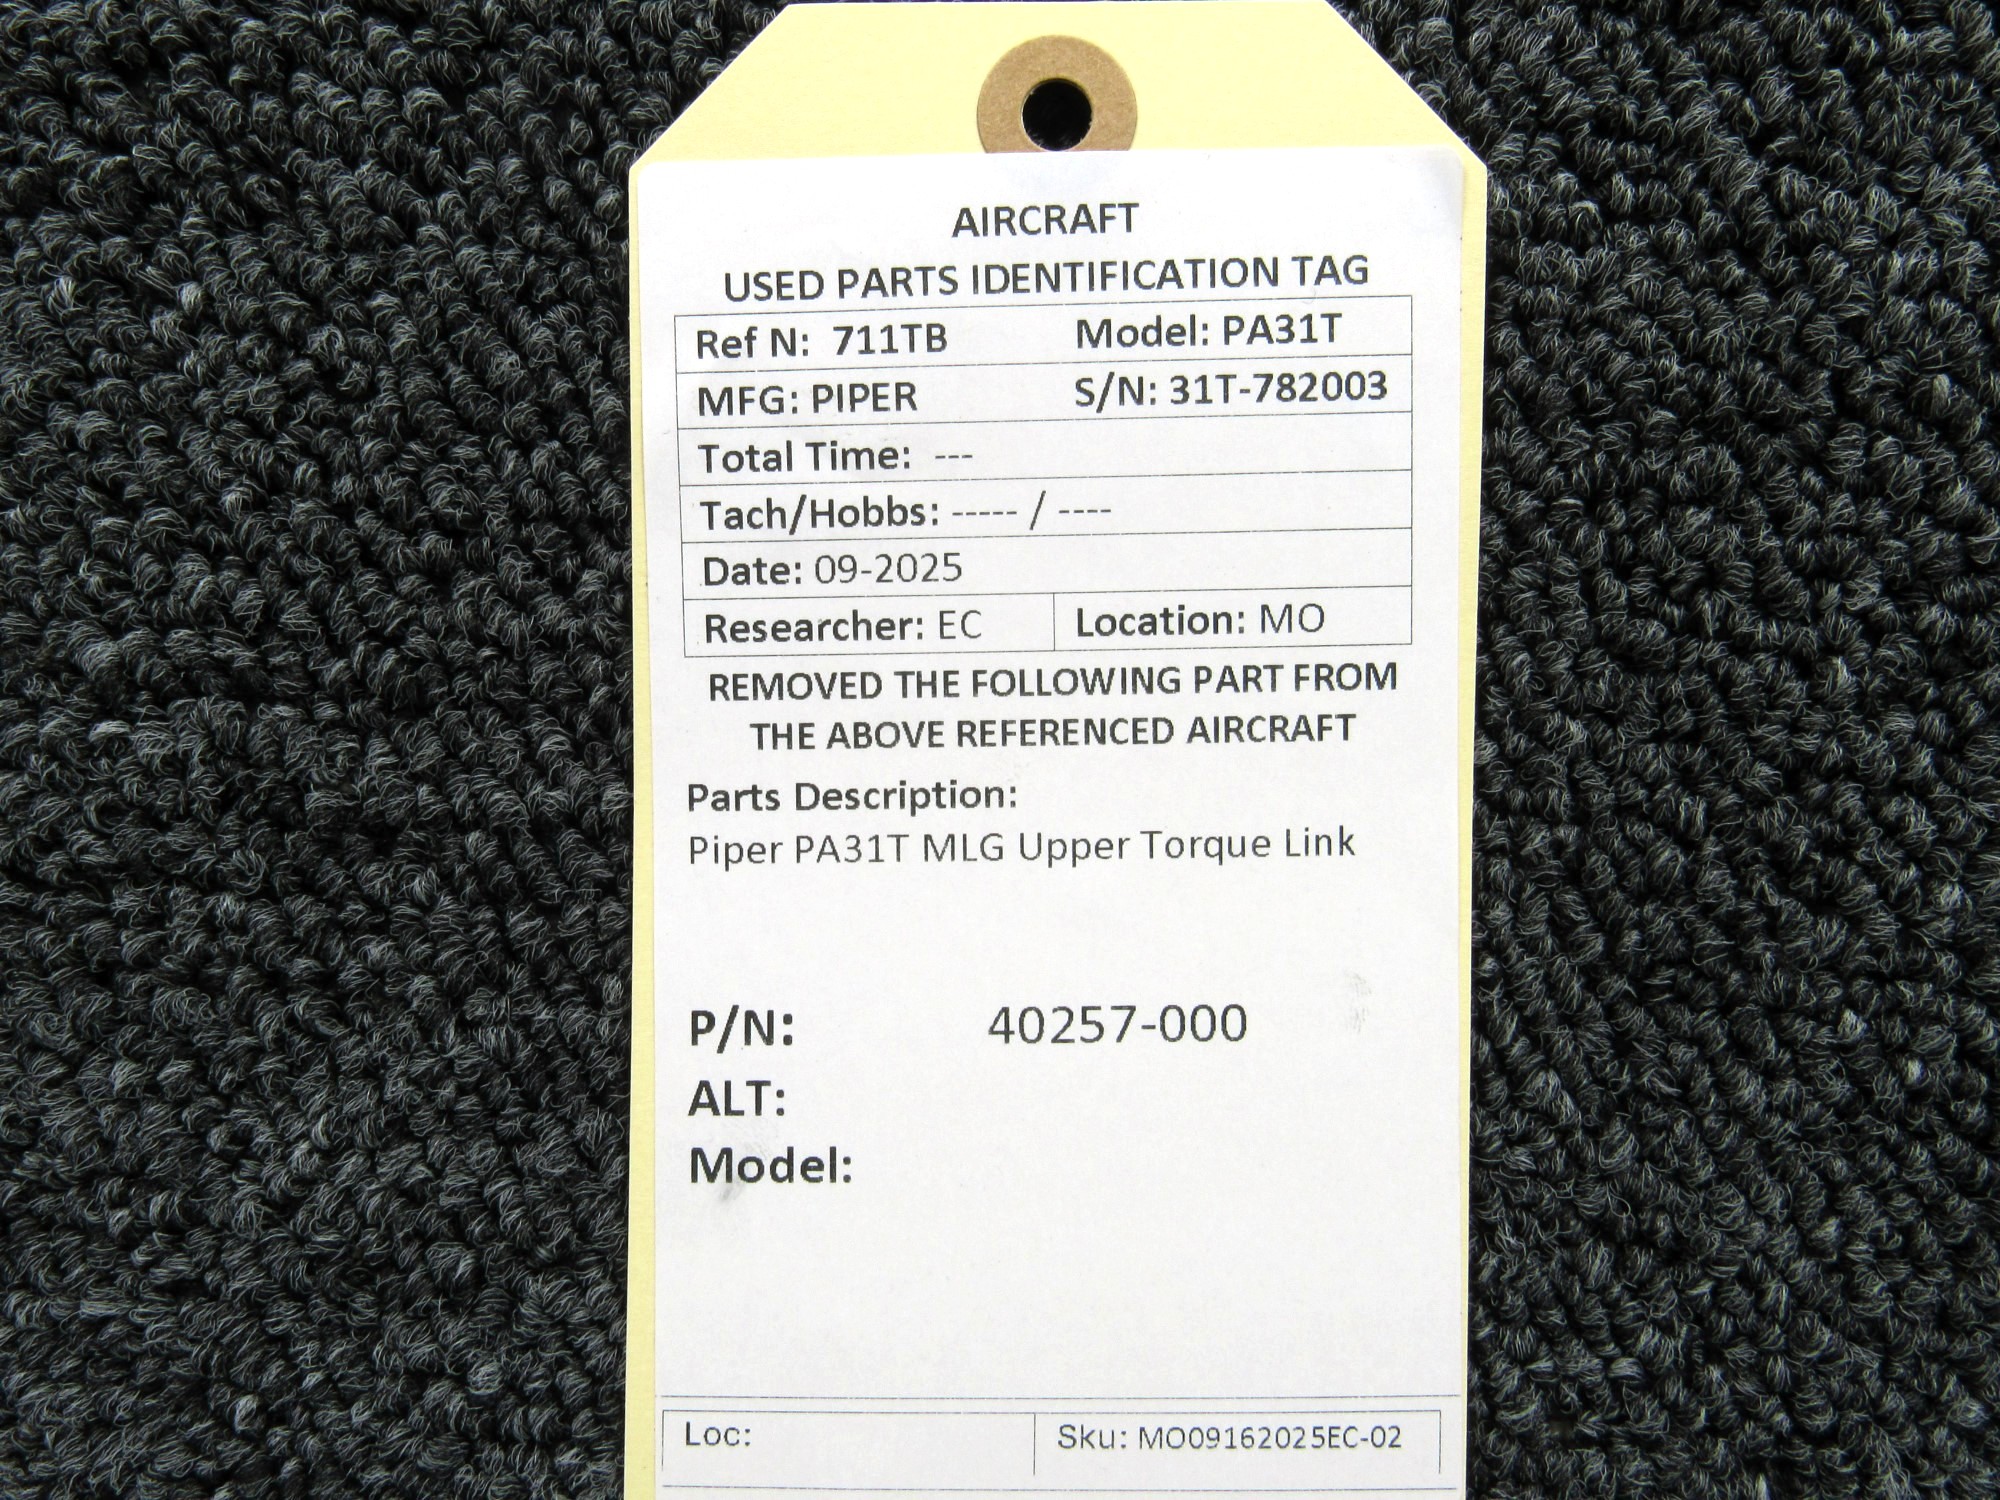 AIRCRAFT
USED PARTS IDENTIFICATION TAG
Ref N: 711TB Model: PA31T
MFG: PIPER S/N: 31T-782003
Total Time: ---
Tach/Hobbs: ----- / ----
Date: 09-2025
Researcher: EC Location: MO
REMOVED THE FOLLOWING PART FROM
THE ABOVE REFERENCED AIRCRAFT
Parts Description:
Piper PA31T MLG Upper Torque Link
P/N: 40257-000
ALT:
Model:
Loc: Sku: MO09162025EC-02